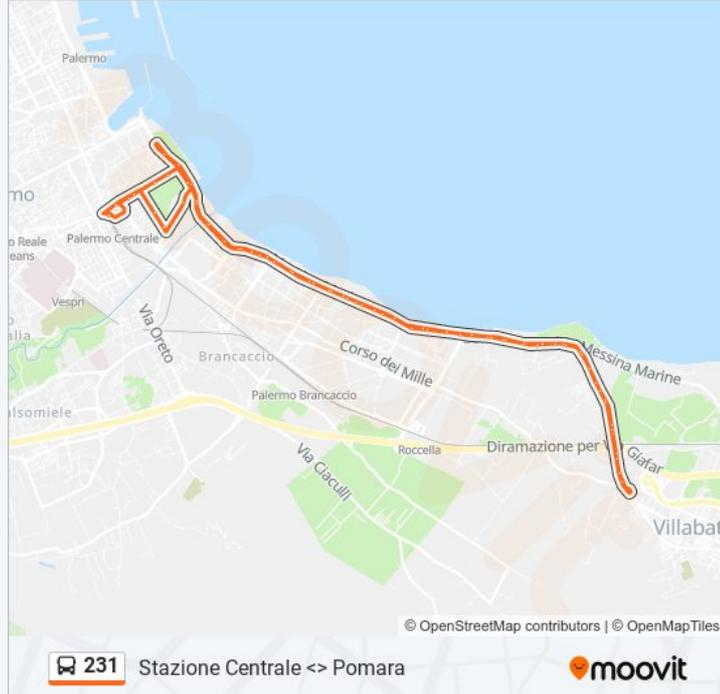 Palermo
mo
o Reale
eans
Palermo Centrale
Vespri
alia
Via Oreto
Brancaccio
Corso dei Mille
Messina Marine
alsomiele
Palermo Brancaccio
Roccella
Diramazione per Via Giafar
Via Ciaculli
Villabat
© OpenStreetMap contributors | © OpenMapTiles
231 Stazione Centrale <> Pomara
moovit